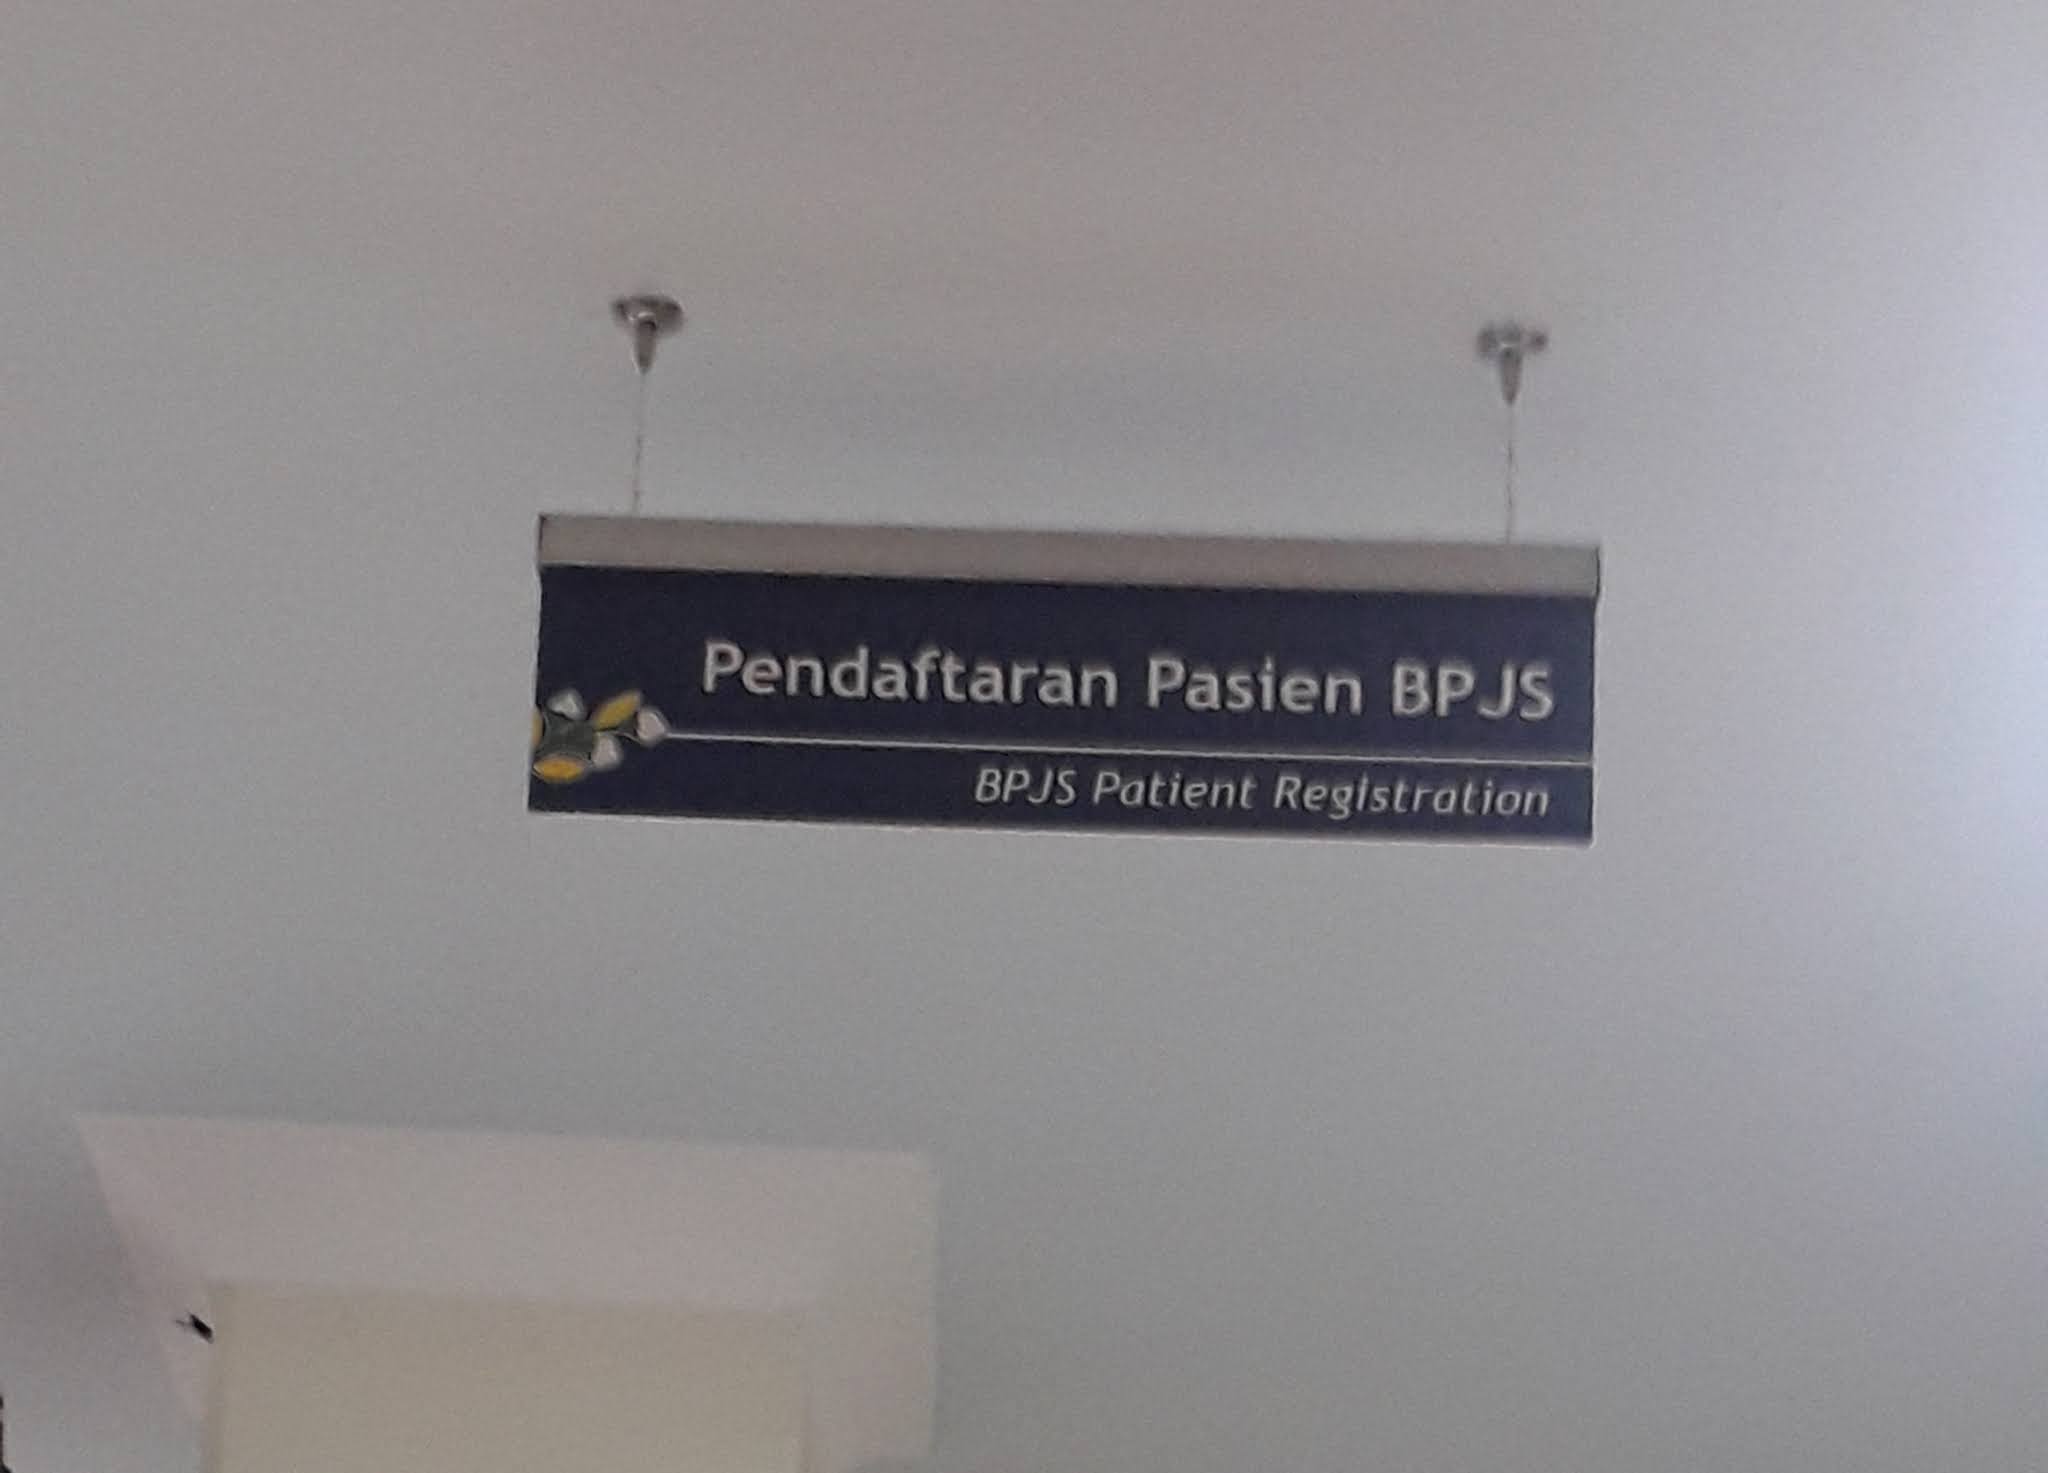 Pendaftaran Pasien BPJS
BPJS Patient Registration